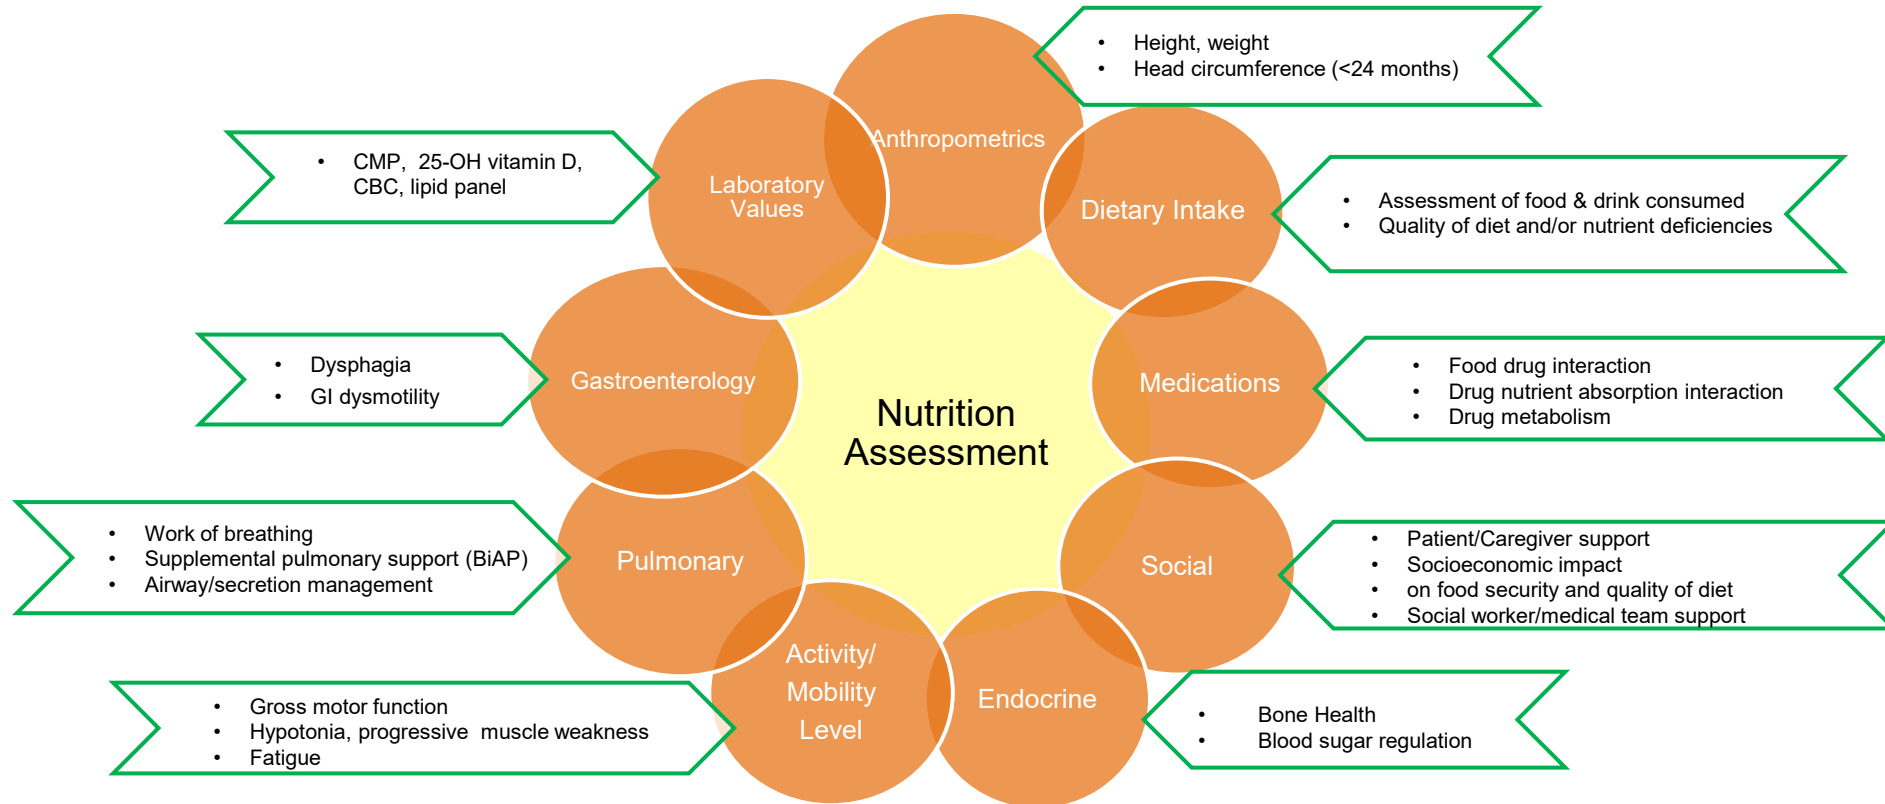 Nutrition
Assessment
Anthropometrics
• Height, weight
• Head circumference (<24 months)
Dietary Intake
• Assessment of food & drink consumed
• Quality of diet and/or nutrient deficiencies
Medications
• Food drug interaction
• Drug nutrient absorption interaction
• Drug metabolism
Social
• Patient/Caregiver support
• Socioeconomic impact
• on food security and quality of diet
• Social worker/medical team support
Endocrine
• Bone Health
• Blood sugar regulation
Activity/
Mobility
Level
• Gross motor function
• Hypotonia, progressive muscle weakness
• Fatigue
Pulmonary
• Work of breathing
• Supplemental pulmonary support (BiAP)
• Airway/secretion management
Gastroenterology
• Dysphagia
• GI dysmotility
Laboratory
Values
• CMP, 25-OH vitamin D,
CBC, lipid panel